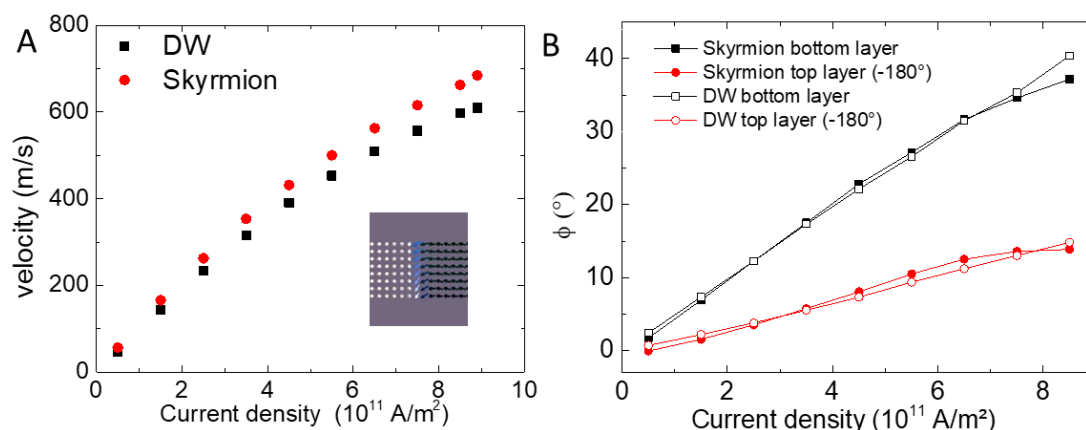 A
DW
Skyrmion
velocity (m/s)
800
600
400
200
0
0 2 4 6 8 10
Current density (10¹¹ A/m²)
B
Skyrmion bottom layer
Skyrmion top layer (-180°)
DW bottom layer
DW top layer (-180°)
ϕ (°)
40
30
20
10
0
0 2 4 6 8
Current density (10¹¹ A/m²)